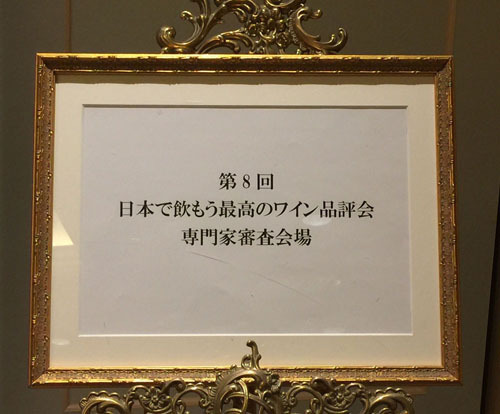 第8回
日本で飲もう最高のワイン品評会
専門家審査会場